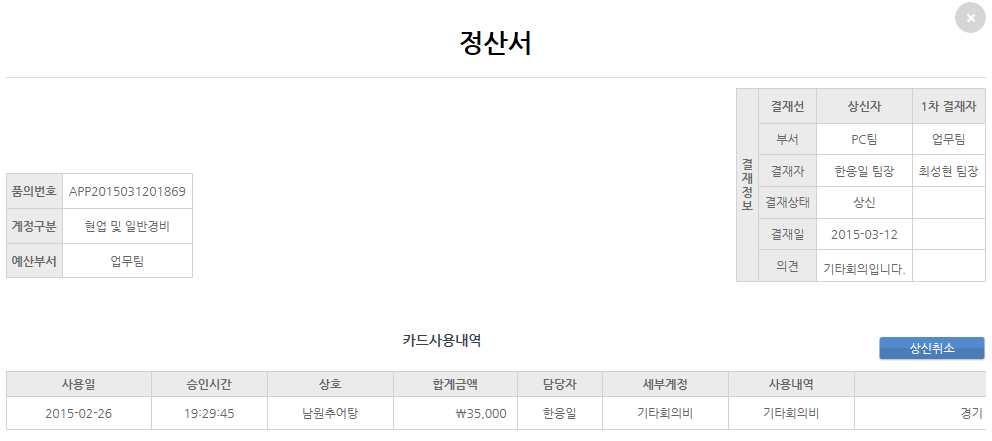 정산서
결재정보
결재선 상신자 1차 결재자
부서 PC팀 업무팀
결재자 한응일 팀장 최성현 팀장
결재상태 상신
결재일 2015-03-12
의견 기타회의입니다.
품의번호 APP2015031201869
계정구분 현업 및 일반경비
예산부서 업무팀
카드사용내역
상신취소
사용일 승인시간 상호 합계금액 담당자 세부계정 사용내역
2015-02-26 19:29:45 남원추어탕 ₩35,000 한응일 기타회의비 기타회의비 경기